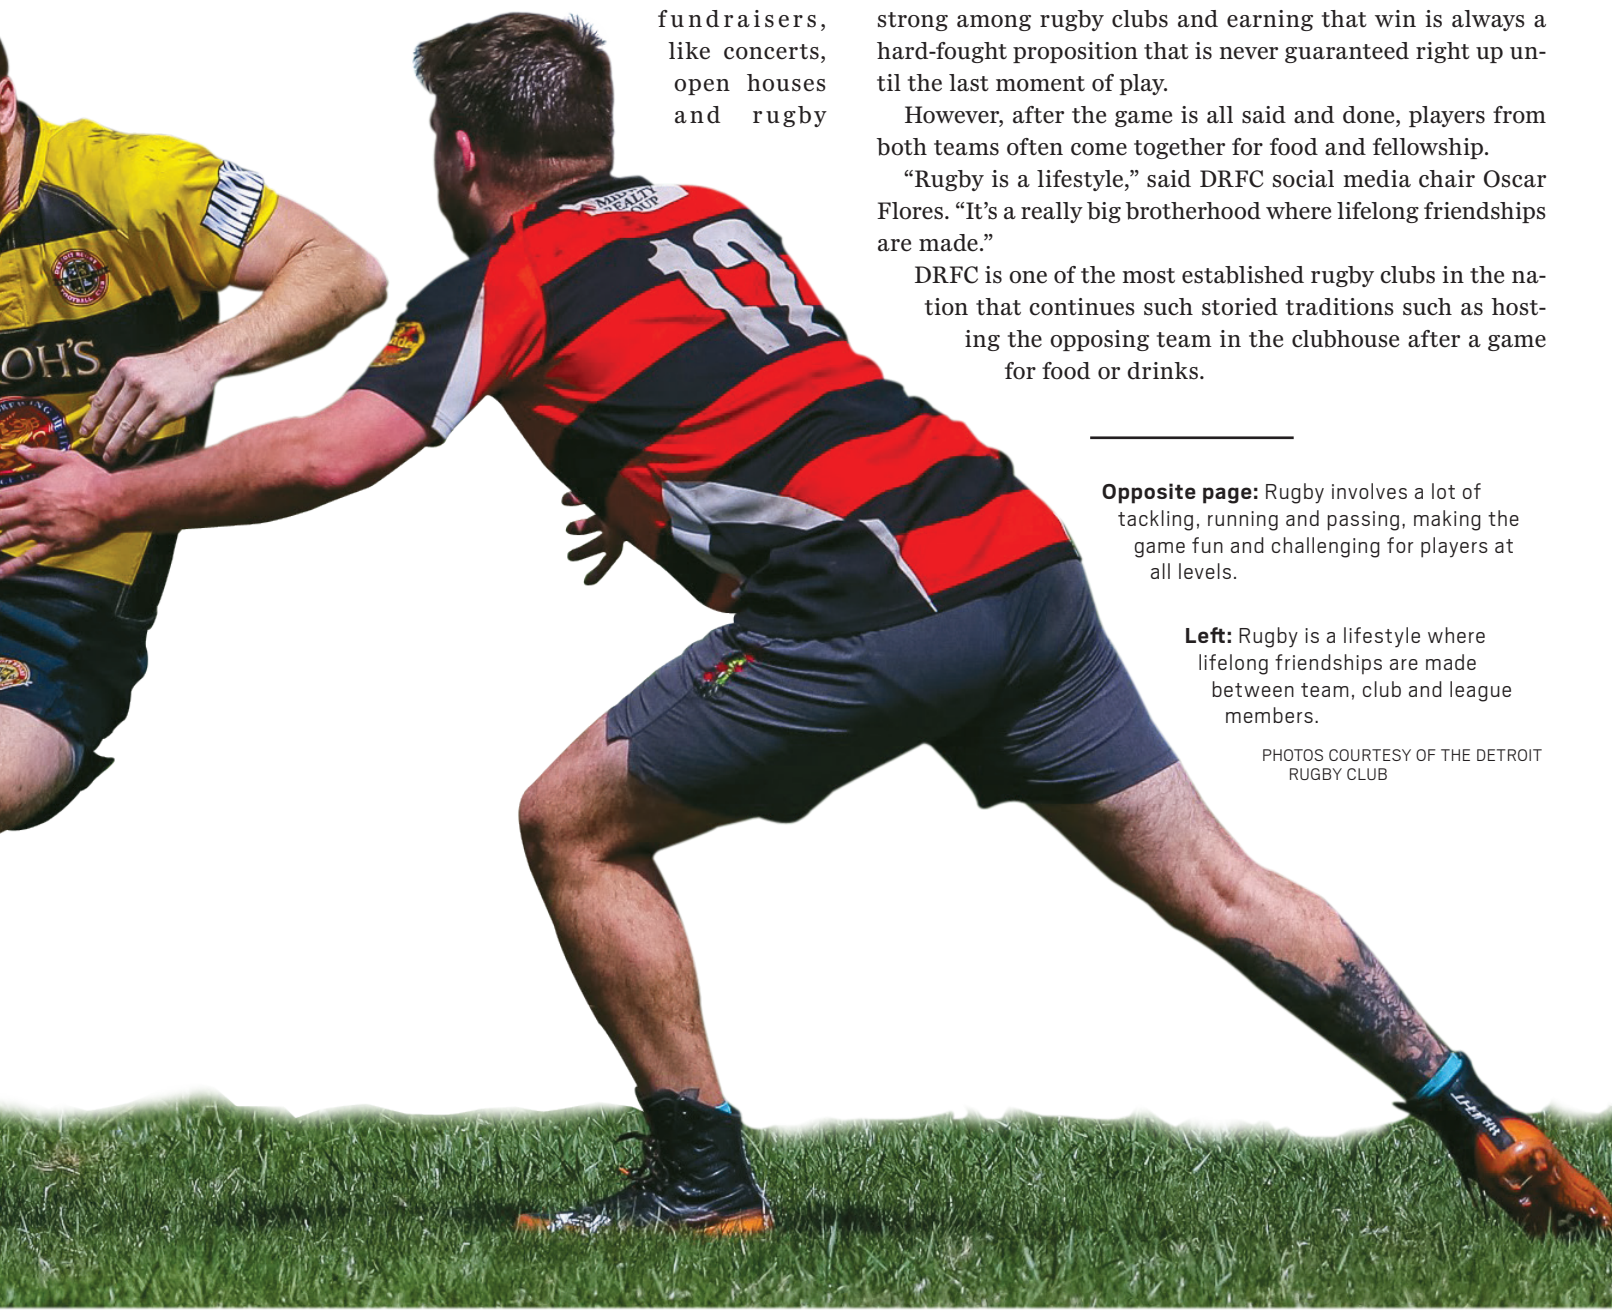 fundraisers,
like concerts,
open houses
and rugby
strong among rugby clubs and earning that win is always a
hard-fought proposition that is never guaranteed right up un-
til the last moment of play.
However, after the game is all said and done, players from
both teams often come together for food and fellowship.
“Rugby is a lifestyle,” said DRFC social media chair Oscar
Flores. “It’s a really big brotherhood where lifelong friendships
are made.”
DRFC is one of the most established rugby clubs in the na-
tion that continues such storied traditions such as host-
ing the opposing team in the clubhouse after a game
for food or drinks.
Opposite page: Rugby involves a lot of
tackling, running and passing, making the
game fun and challenging for players at
all levels.
Left: Rugby is a lifestyle where
lifelong friendships are made
between team, club and league
members.
PHOTOS COURTESY OF THE DETROIT
RUGBY CLUB
DETROIT RUGBY
FOOTBALL CLUB
OH'S
12